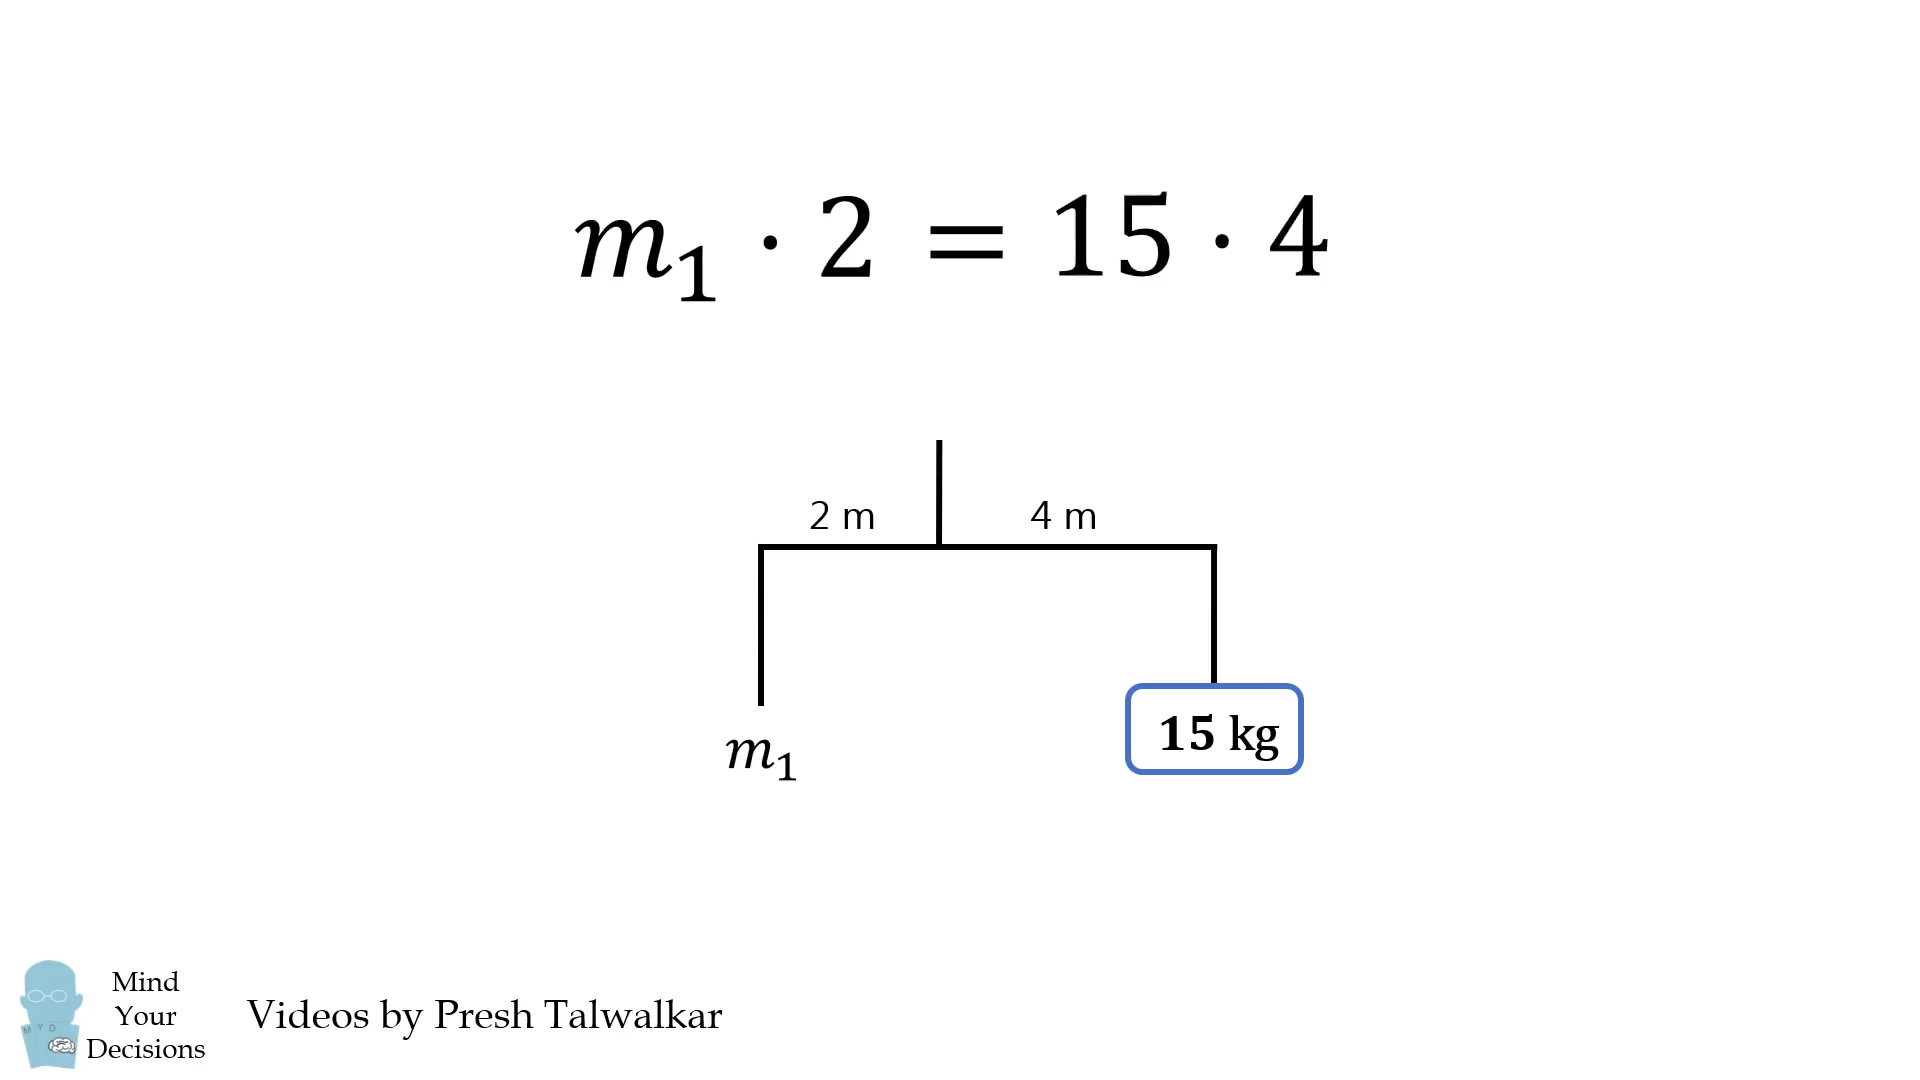 m₁ · 2 = 15 · 4
2 m 4 m
m₁ 15 kg
M Y D
Mind
Your
Decisions
Videos by Presh Talwalkar